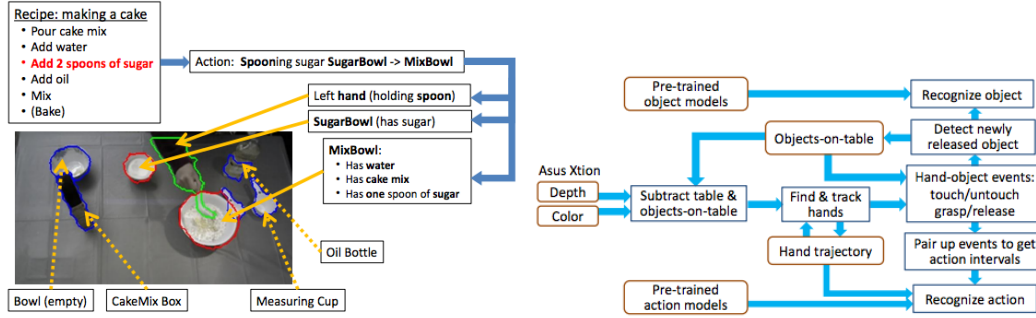 Recipe: making a cake
• Pour cake mix
• Add water
• Add 2 spoons of sugar
• Add oil
• Mix
• (Bake)
Action: Spooning sugar SugarBowl -> MixBowl
Left hand (holding spoon)
SugarBowl (has sugar)
MixBowl:
• Has water
• Has cake mix
• Has one spoon of sugar
Oil Bottle
Bowl (empty)
CakeMix Box
Measuring Cup
Pre-trained
object models
Recognize object
Objects-on-table
Detect newly
released object
Asus Xtion
Depth
Color
Subtract table &
objects-on-table
Find & track
hands
Hand-object events:
touch/untouch
grasp/release
Hand trajectory
Pair up events to get
action intervals
Pre-trained
action models
Recognize action